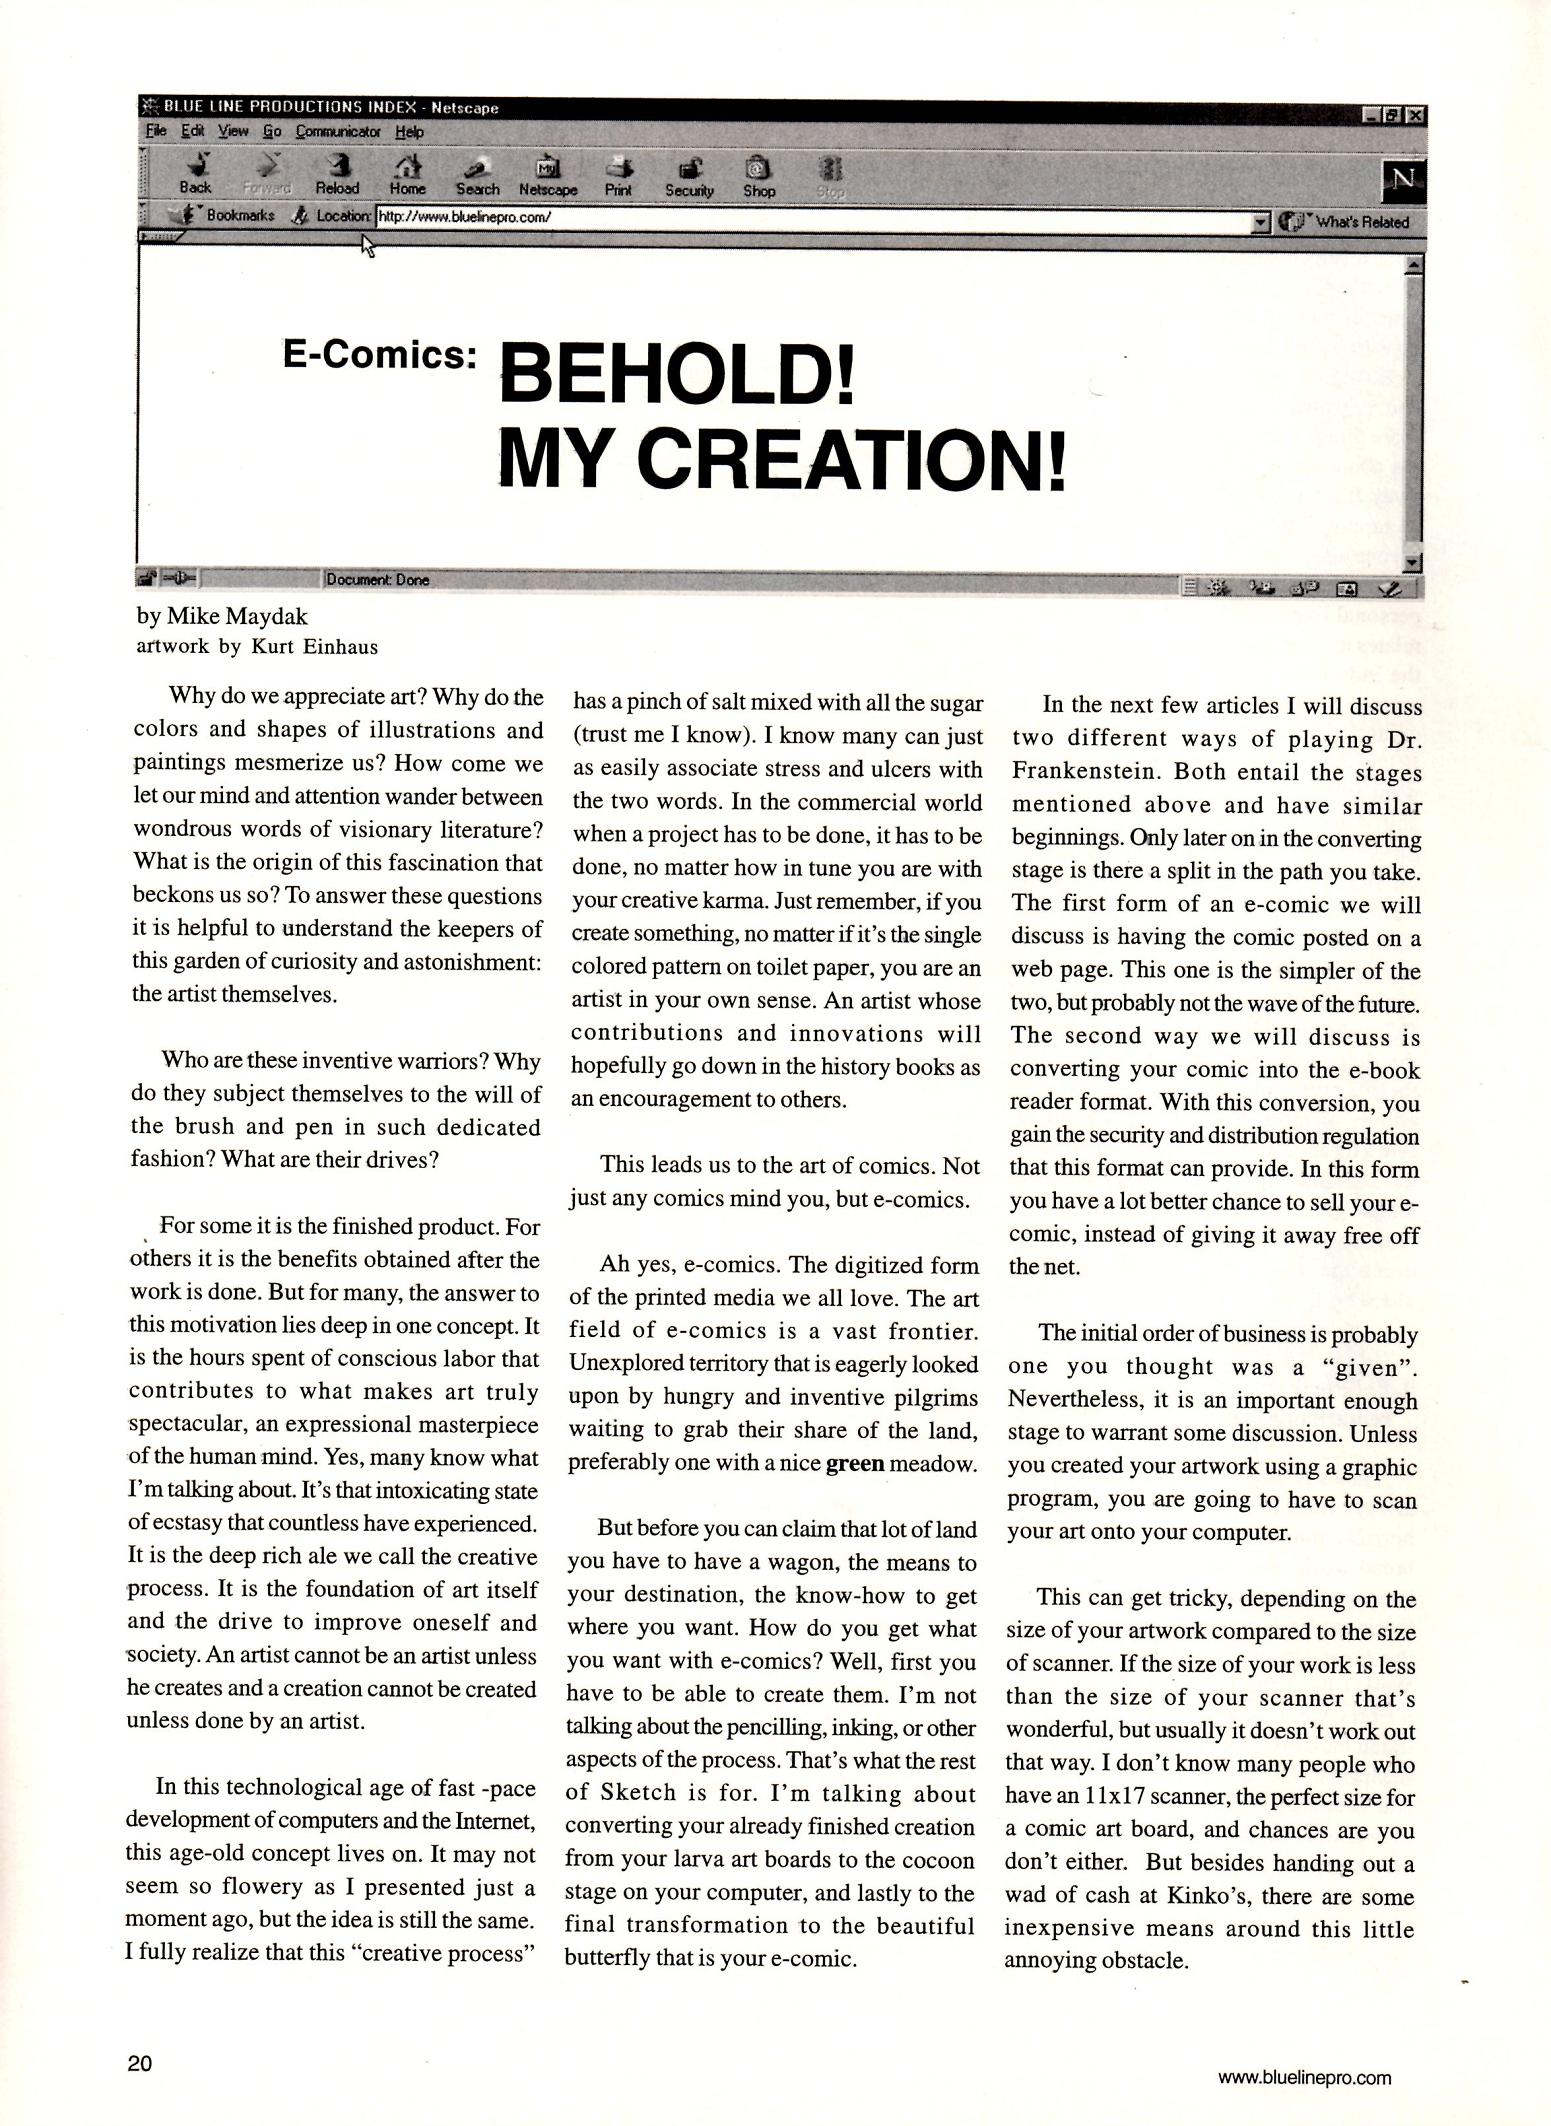 BLUE LINE PRODUCTIONS INDEX - Netscape
File Edit View Go Communicator Help
Back Forward Reload Home Search Netscape Print Security Shop Stop
My
N
Bookmarks Location: http://www.bluelinepro.com/ What's Related
E-Comics: BEHOLD!
MY CREATION!
Document: Done
by Mike Maydak
artwork by Kurt Einhaus
Why do we appreciate art? Why do the
colors and shapes of illustrations and
paintings mesmerize us? How come we
let our mind and attention wander between
wondrous words of visionary literature?
What is the origin of this fascination that
beckons us so? To answer these questions
it is helpful to understand the keepers of
this garden of curiosity and astonishment:
the artist themselves.
Who are these inventive warriors? Why
do they subject themselves to the will of
the brush and pen in such dedicated
fashion? What are their drives?
For some it is the finished product. For
others it is the benefits obtained after the
work is done. But for many, the answer to
this motivation lies deep in one concept. It
is the hours spent of conscious labor that
contributes to what makes art truly
spectacular, an expressional masterpiece
of the human mind. Yes, many know what
I'm talking about. It's that intoxicating state
of ecstasy that countless have experienced.
It is the deep rich ale we call the creative
process. It is the foundation of art itself
and the drive to improve oneself and
society. An artist cannot be an artist unless
he creates and a creation cannot be created
unless done by an artist.
In this technological age of fast -pace
development of computers and the Internet,
this age-old concept lives on. It may not
seem so flowery as I presented just a
moment ago, but the idea is still the same.
I fully realize that this “creative process”
has a pinch of salt mixed with all the sugar
(trust me I know). I know many can just
as easily associate stress and ulcers with
the two words. In the commercial world
when a project has to be done, it has to be
done, no matter how in tune you are with
your creative karma. Just remember, if you
create something, no matter if it's the single
colored pattern on toilet paper, you are an
artist in your own sense. An artist whose
contributions and innovations will
hopefully go down in the history books as
an encouragement to others.
This leads us to the art of comics. Not
just any comics mind you, but e-comics.
Ah yes, e-comics. The digitized form
of the printed media we all love. The art
field of e-comics is a vast frontier.
Unexplored territory that is eagerly looked
upon by hungry and inventive pilgrims
waiting to grab their share of the land,
preferably one with a nice green meadow.
But before you can claim that lot of land
you have to have a wagon, the means to
your destination, the know-how to get
where you want. How do you get what
you want with e-comics? Well, first you
have to be able to create them. I'm not
talking about the pencilling, inking, or other
aspects of the process. That's what the rest
of Sketch is for. I'm talking about
converting your already finished creation
from your larva art boards to the cocoon
stage on your computer, and lastly to the
final transformation to the beautiful
butterfly that is your e-comic.
In the next few articles I will discuss
two different ways of playing Dr.
Frankenstein. Both entail the stages
mentioned above and have similar
beginnings. Only later on in the converting
stage is there a split in the path you take.
The first form of an e-comic we will
discuss is having the comic posted on a
web page. This one is the simpler of the
two, but probably not the wave of the future.
The second way we will discuss is
converting your comic into the e-book
reader format. With this conversion, you
gain the security and distribution regulation
that this format can provide. In this form
you have a lot better chance to sell your e-
comic, instead of giving it away free off
the net.
The initial order of business is probably
one you thought was a “given”.
Nevertheless, it is an important enough
stage to warrant some discussion. Unless
you created your artwork using a graphic
program, you are going to have to scan
your art onto your computer.
This can get tricky, depending on the
size of your artwork compared to the size
of scanner. If the size of your work is less
than the size of your scanner that's
wonderful, but usually it doesn't work out
that way. I don't know many people who
have an 11x17 scanner, the perfect size for
a comic art board, and chances are you
don't either. But besides handing out a
wad of cash at Kinko's, there are some
inexpensive means around this little
annoying obstacle.
20
www.bluelinepro.com